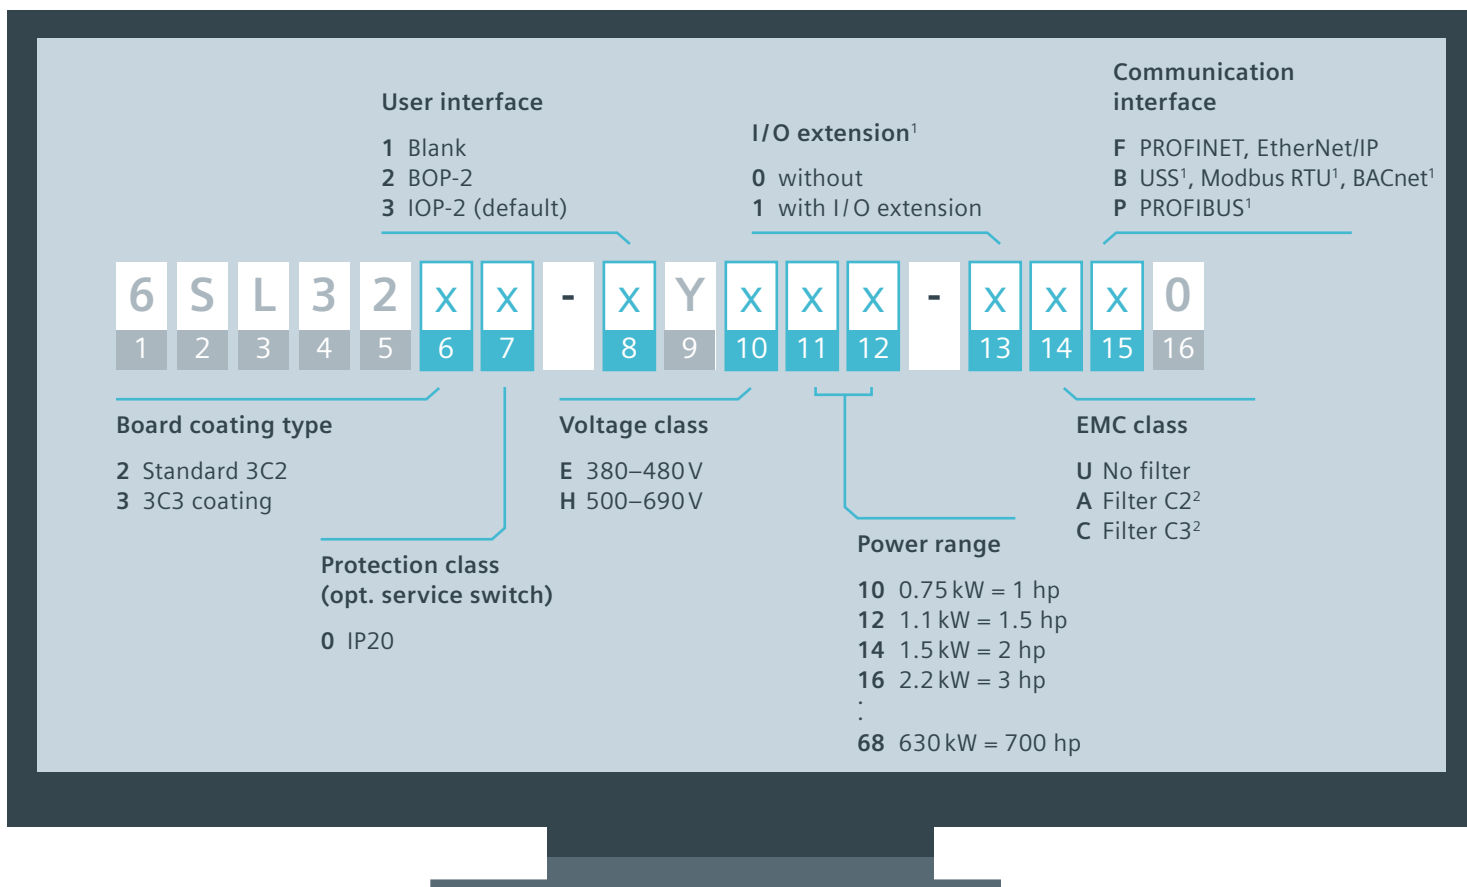 User interface
1 Blank
2 BOP-2
3 IOP-2 (default)
I/O extension¹
0 without
1 with I/O extension
Communication
interface
F PROFINET, EtherNet/IP
B USS¹, Modbus RTU¹, BACnet¹
P PROFIBUS¹
6 S L 3 2 x x - x Y x x x - x x x 0
1 2 3 4 5 6 7 8 9 10 11 12 13 14 15 16
Board coating type
2 Standard 3C2
3 3C3 coating
Protection class
(opt. service switch)
0 IP20
Voltage class
E 380–480 V
H 500–690 V
Power range
10 0.75 kW = 1 hp
12 1.1 kW = 1.5 hp
14 1.5 kW = 2 hp
16 2.2 kW = 3 hp
:
68 630 kW = 700 hp
EMC class
U No filter
A Filter C2²
C Filter C3²